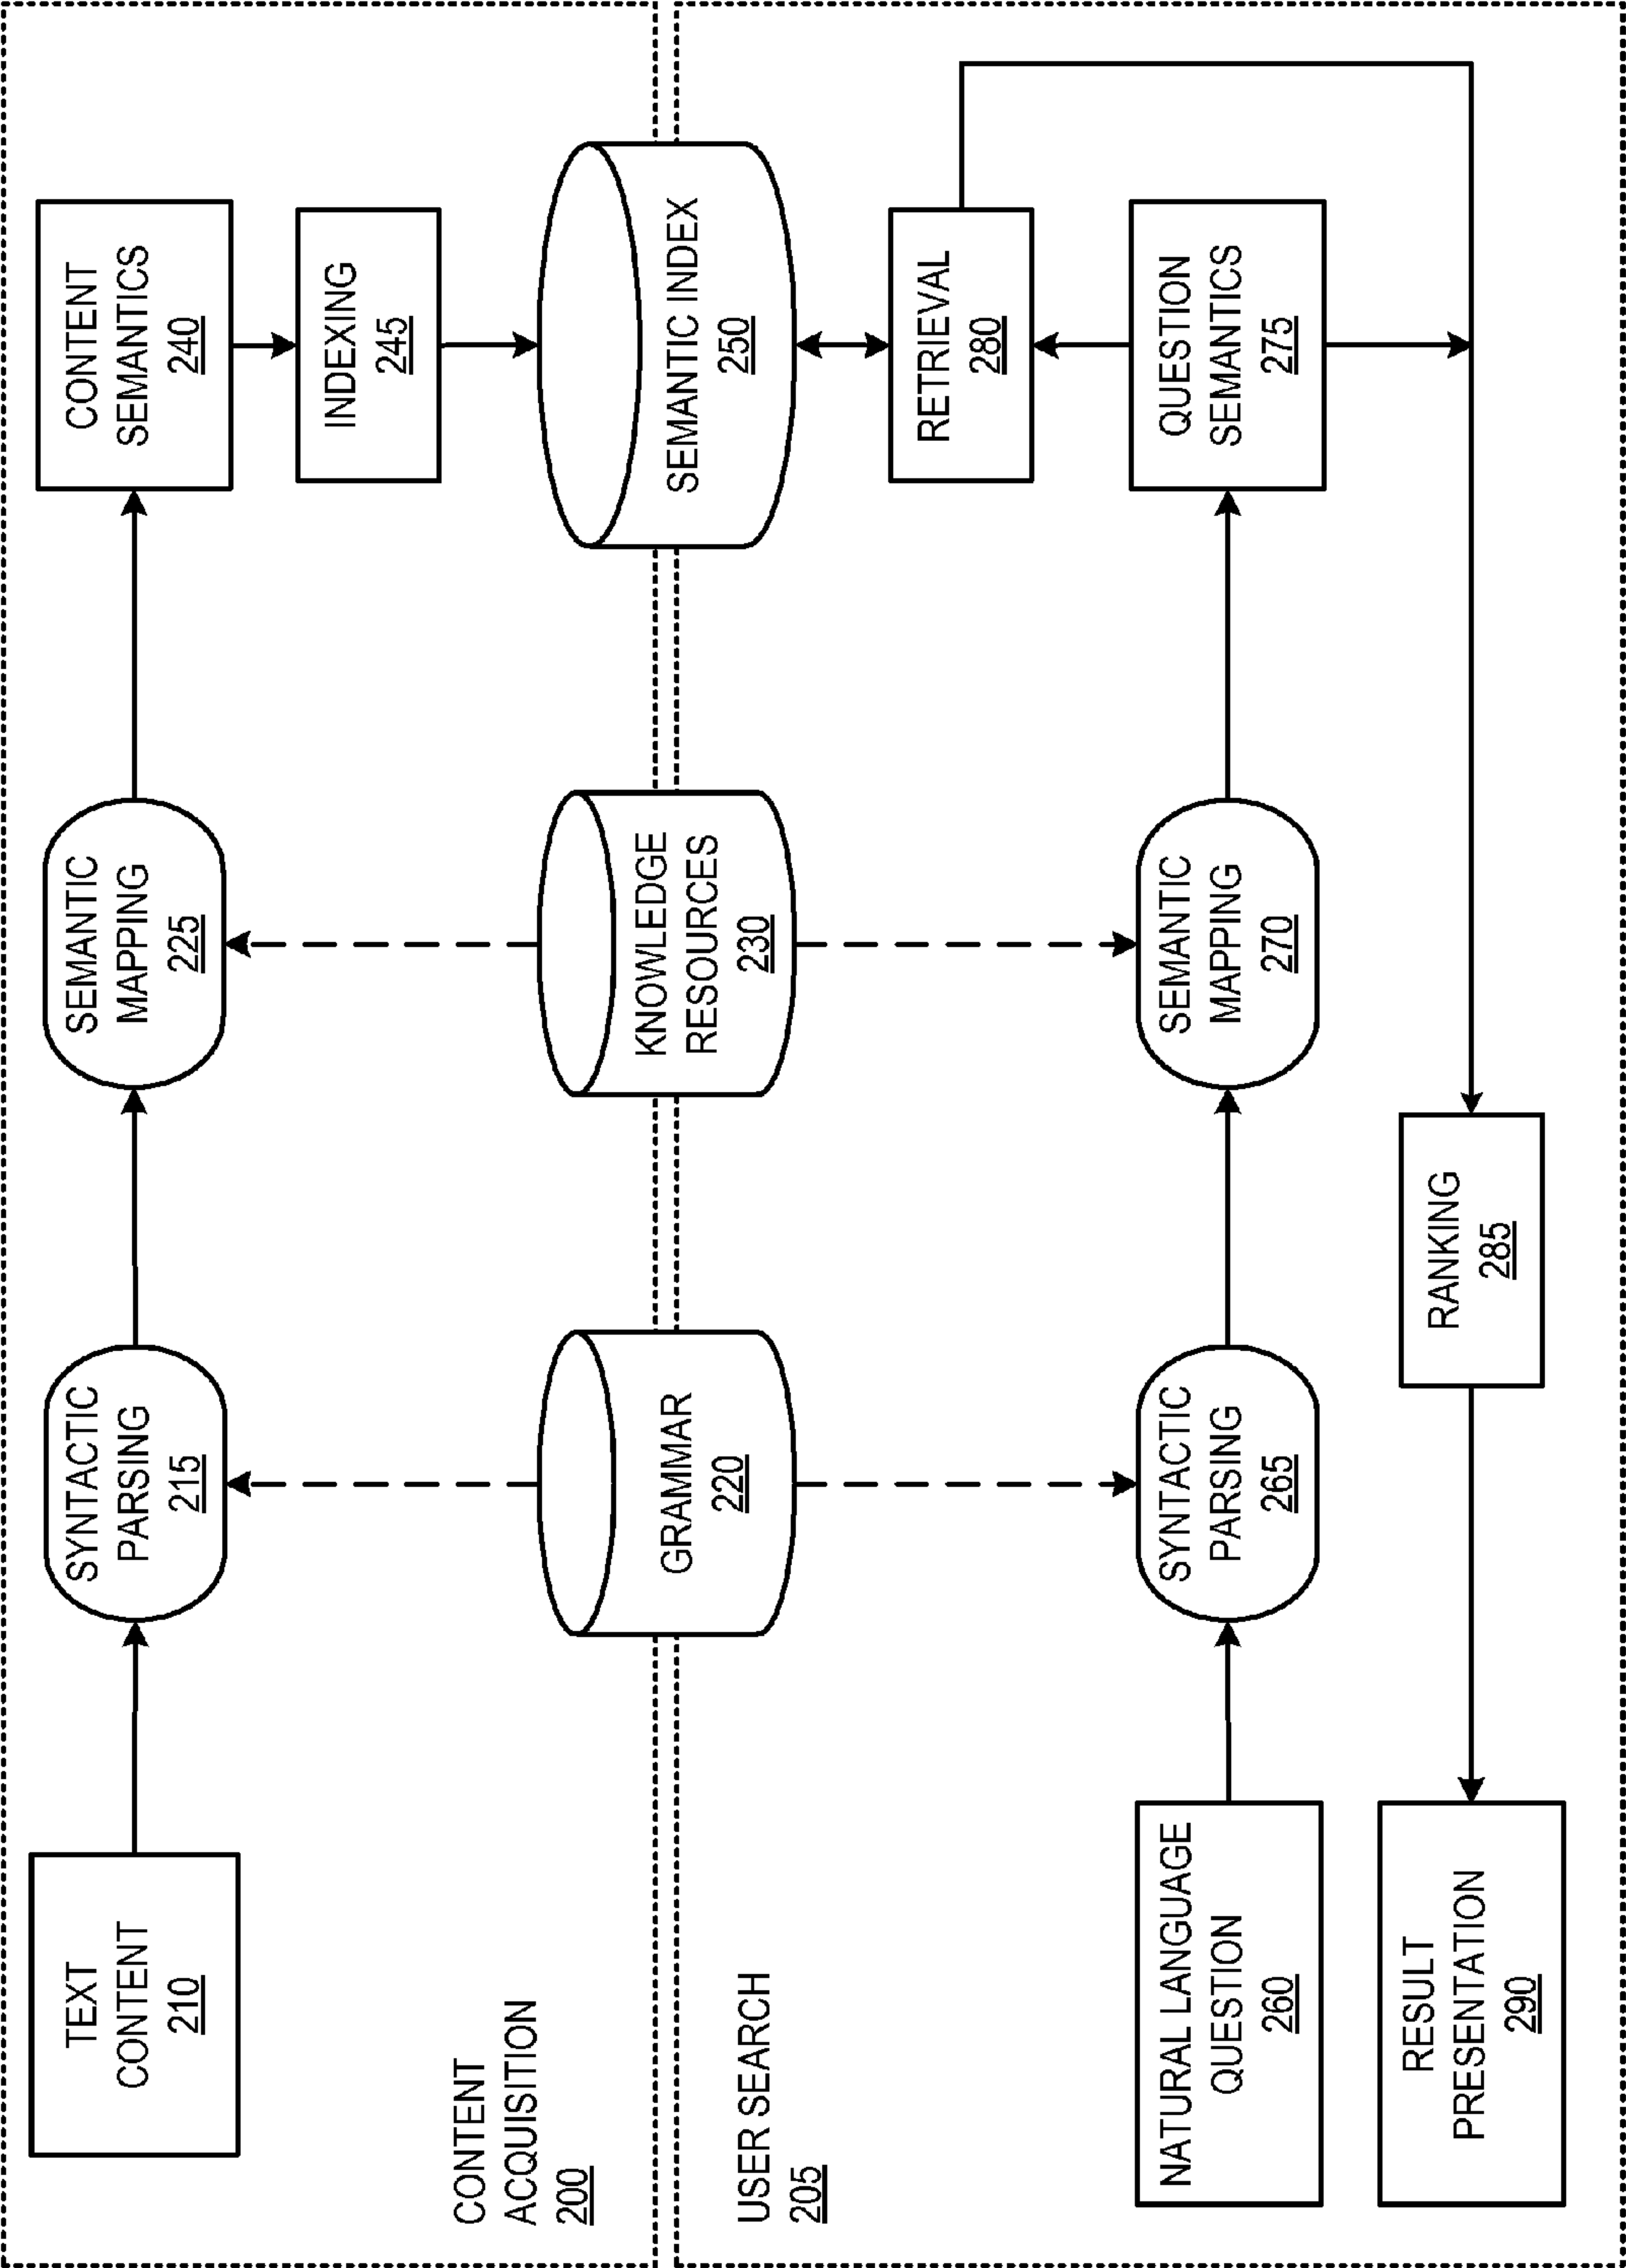 TEXT
CONTENT
210
SYNTACTIC
PARSING
215
SEMANTIC
MAPPING
225
CONTENT
SEMANTICS
240
INDEXING
245
CONTENT
ACQUISITION
200
GRAMMAR
220
KNOWLEDGE
RESOURCES
230
SEMANTIC INDEX
250
USER SEARCH
205
RETRIEVAL
280
NATURAL LANGUAGE
QUESTION
260
SYNTACTIC
PARSING
265
SEMANTIC
MAPPING
270
QUESTION
SEMANTICS
275
RESULT
PRESENTATION
290
RANKING
285